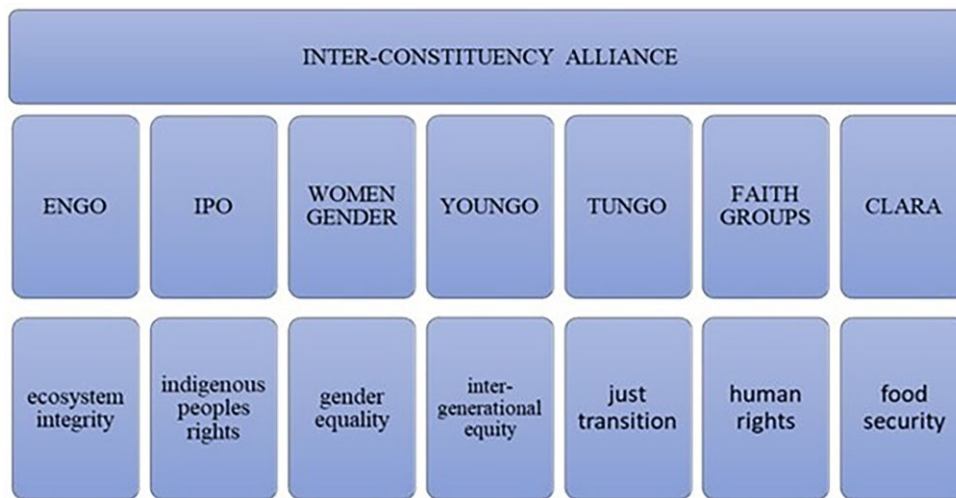 INTER-CONSTITUENCY ALLIANCE
ENGO
IPO
WOMEN
GENDER
YOUNGO
TUNGO
FAITH
GROUPS
CLARA
ecosystem
integrity
indigenous
peoples
rights
gender
equality
inter-
generational
equity
just
transition
human
rights
food
security